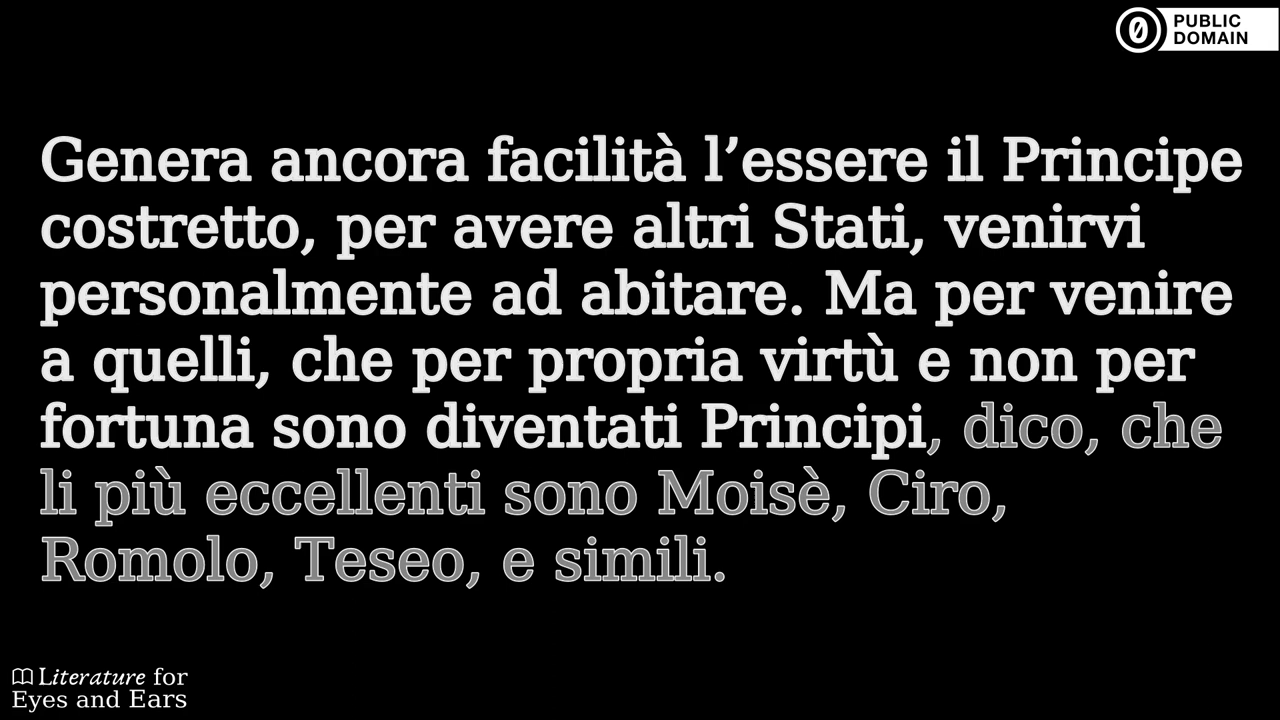 PUBLIC
DOMAIN
Genera ancora facilità l’essere il Principe
costretto, per avere altri Stati, venirvi
personalmente ad abitare. Ma per venire
a quelli, che per propria virtù e non per
fortuna sono diventati Principi, dico, che
li più eccellenti sono Moisè, Ciro,
Romolo, Teseo, e simili.
Literature for
Eyes and Ears